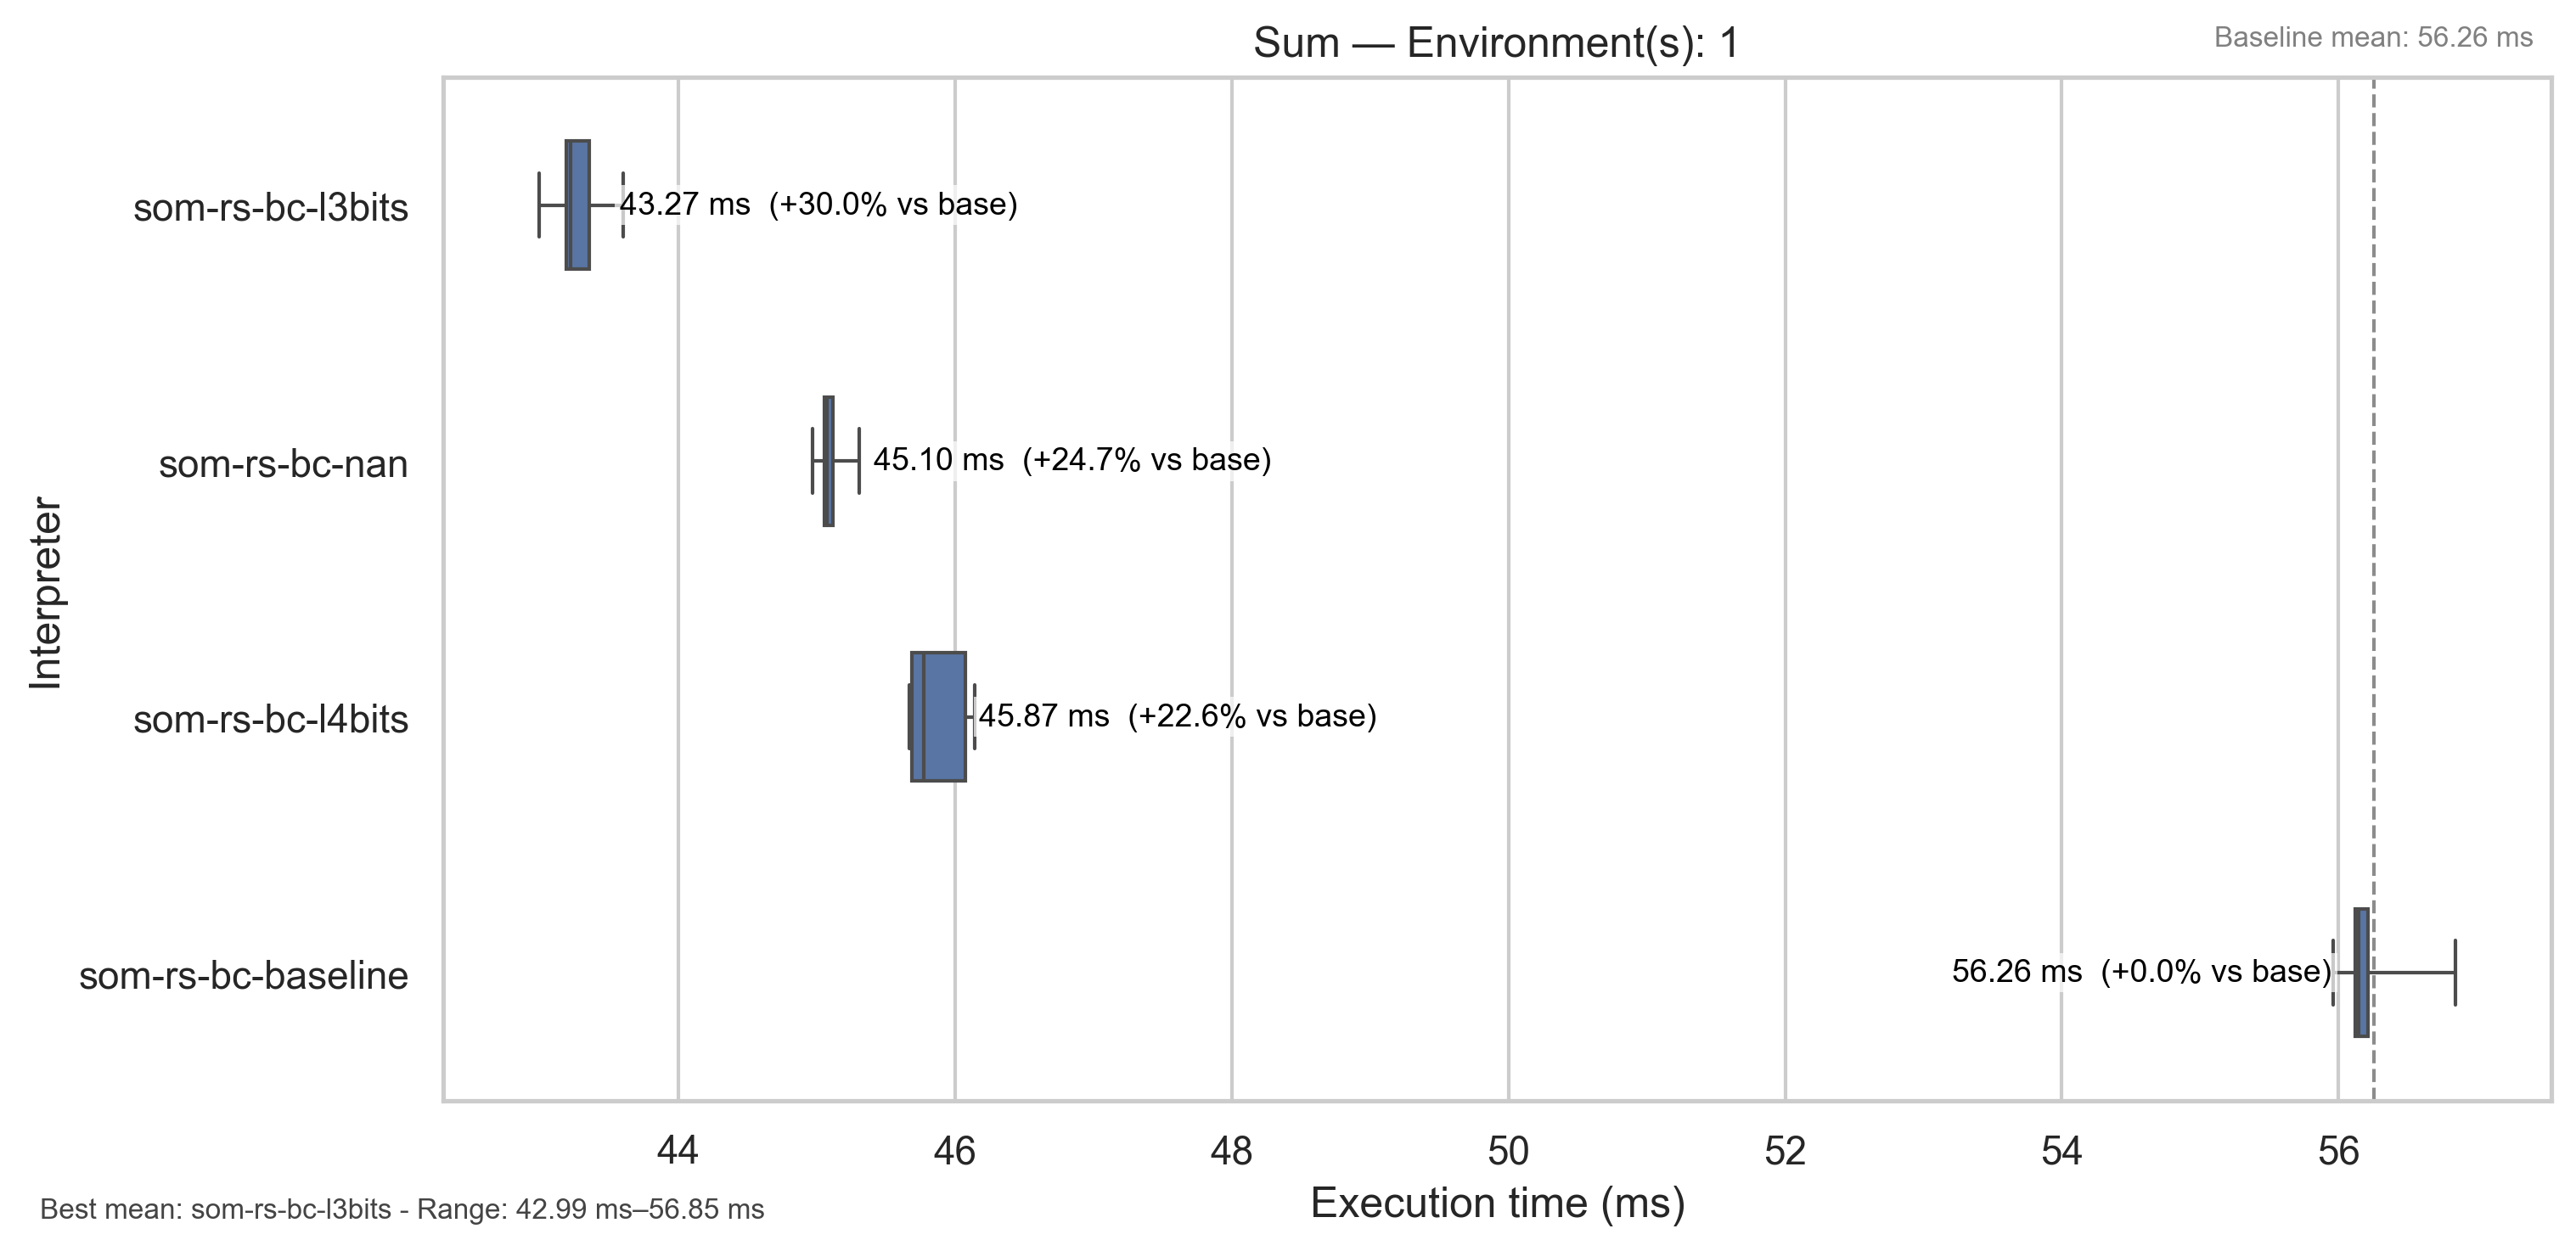 Sum — Environment(s): 1
Baseline mean: 56.26 ms
Interpreter
som-rs-bc-l3bits
43.27 ms  (+30.0% vs base)
som-rs-bc-nan
45.10 ms  (+24.7% vs base)
som-rs-bc-l4bits
45.87 ms  (+22.6% vs base)
som-rs-bc-baseline
56.26 ms  (+0.0% vs base)
44 46 48 50 52 54 56
Execution time (ms)
Best mean: som-rs-bc-l3bits - Range: 42.99 ms–56.85 ms